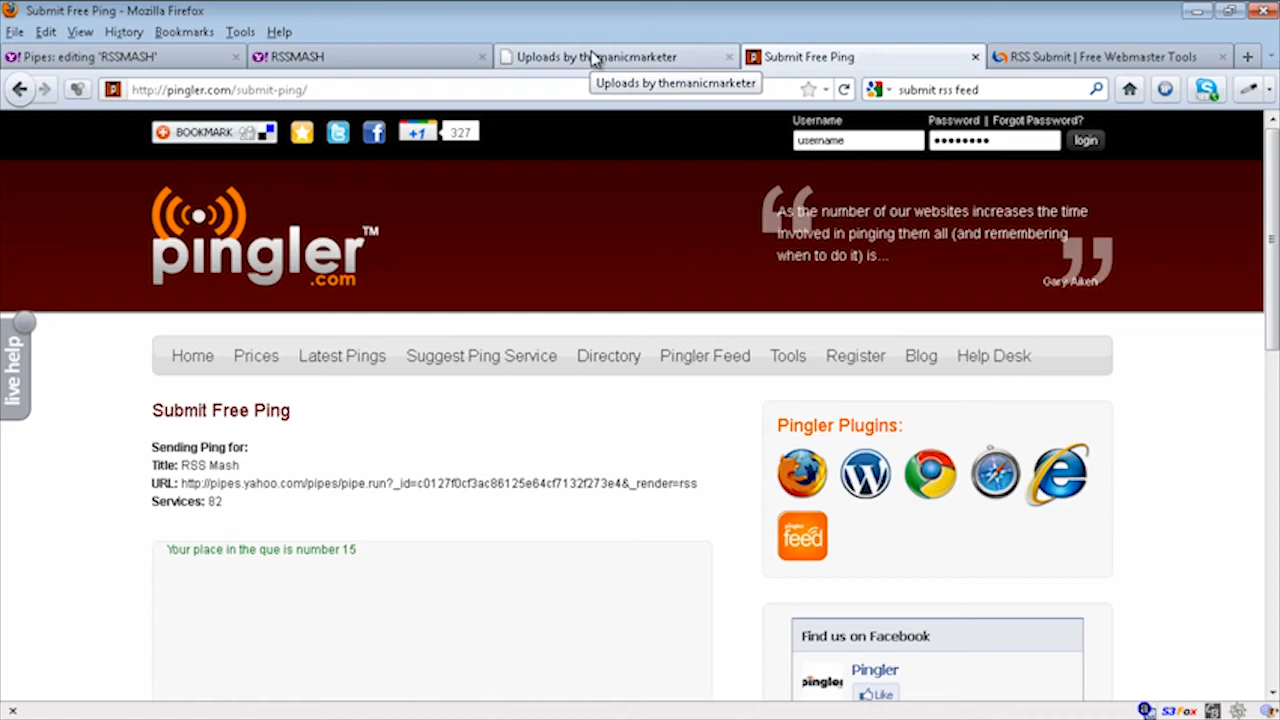 Submit Free Ping - Mozilla Firefox
File Edit View History Bookmarks Tools Help
Pipes: editing "RSSMASH"
RSSMASH
Uploads by themanicmarketer
Submit Free Ping
RSS Submit | Free Webmaster Tools
Uploads by themanicmarketer
http://pingler.com/submit-ping/
submit rss feed
BOOKMARK
+1
327
Username
Password | Forgot Password?
username
login
pingler™
.com
As the number of our websites increases the time
involved in pinging them all (and remembering
when to do it) is...
Gary Aiken
live help
Home Prices Latest Pings Suggest Ping Service Directory Pingler Feed Tools Register Blog Help Desk
Submit Free Ping
Sending Ping for:
Title: RSS Mash
URL: http://pipes.yahoo.com/pipes/pipe.run?_id=c0127f0cf3ac86125e64cf7132f273e4&_render=rss
Services: 82
Your place in the que is number 15
Pingler Plugins:
pingler
feed
Find us on Facebook
pingler
Pingler
Like
S3Fox